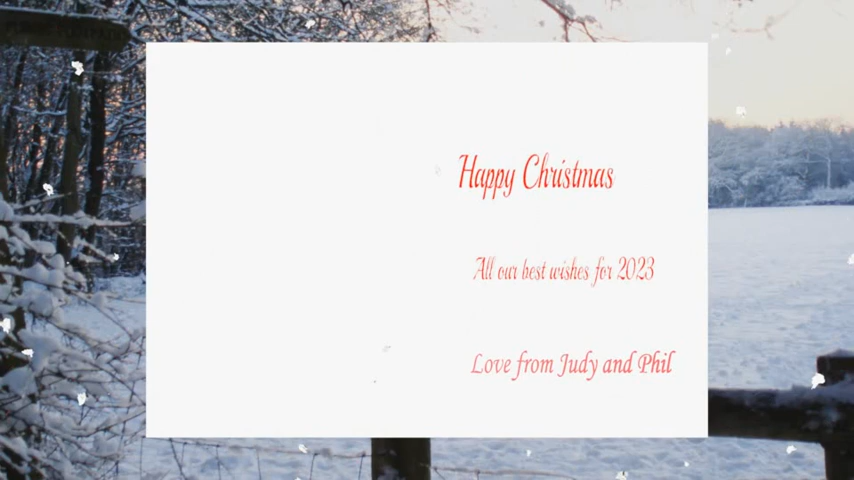 Happy Christmas
All our best wishes for 2023
Love from Judy and Phil